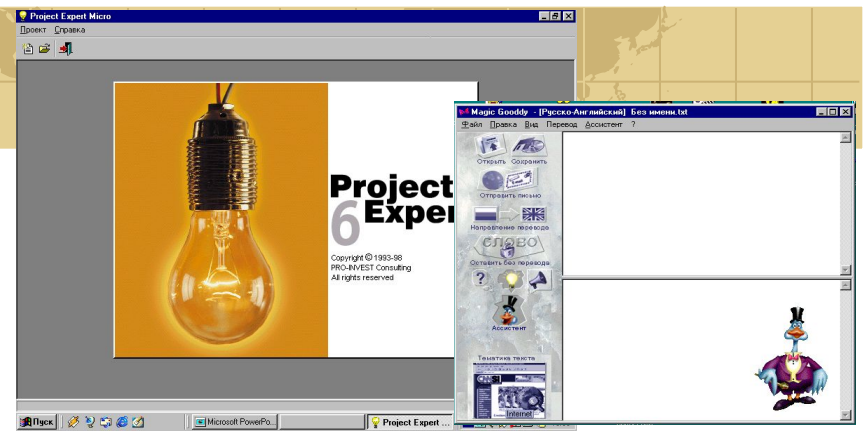 Project Expert Micro
Проект Справка
Project
6 Expe
Copyright © 1993-98
PRO-INVEST Consulting
All rights reserved
Magic Gooddy - [Русско-Английский] Без имени.txt
Файл Правка Вид Перевод Ассистент ?
Открыть Сохранить
Отправить письмо
Направление перевода
СЛОВО
Оставить без перевода
?
Ассистент
Тематика текста
Internet
Пуск
Microsoft PowerPo...
Project Expert ...